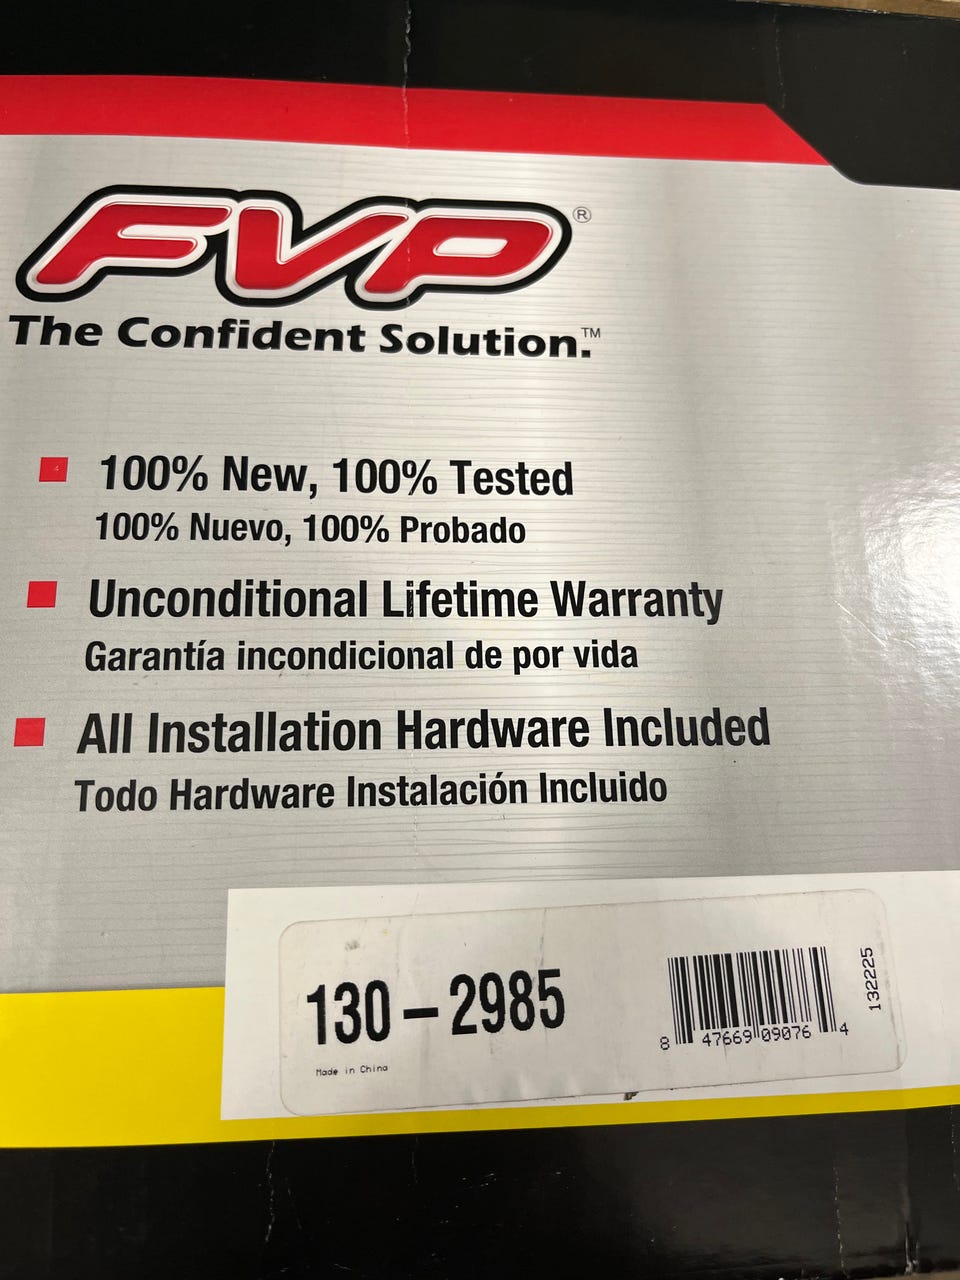 FVP®
The Confident Solution.™
100% New, 100% Tested
100% Nuevo, 100% Probado
Unconditional Lifetime Warranty
Garantía incondicional de por vida
All Installation Hardware Included
Todo Hardware Instalación Incluido
130-2985
Made in China
8 47669 09076 4
132225